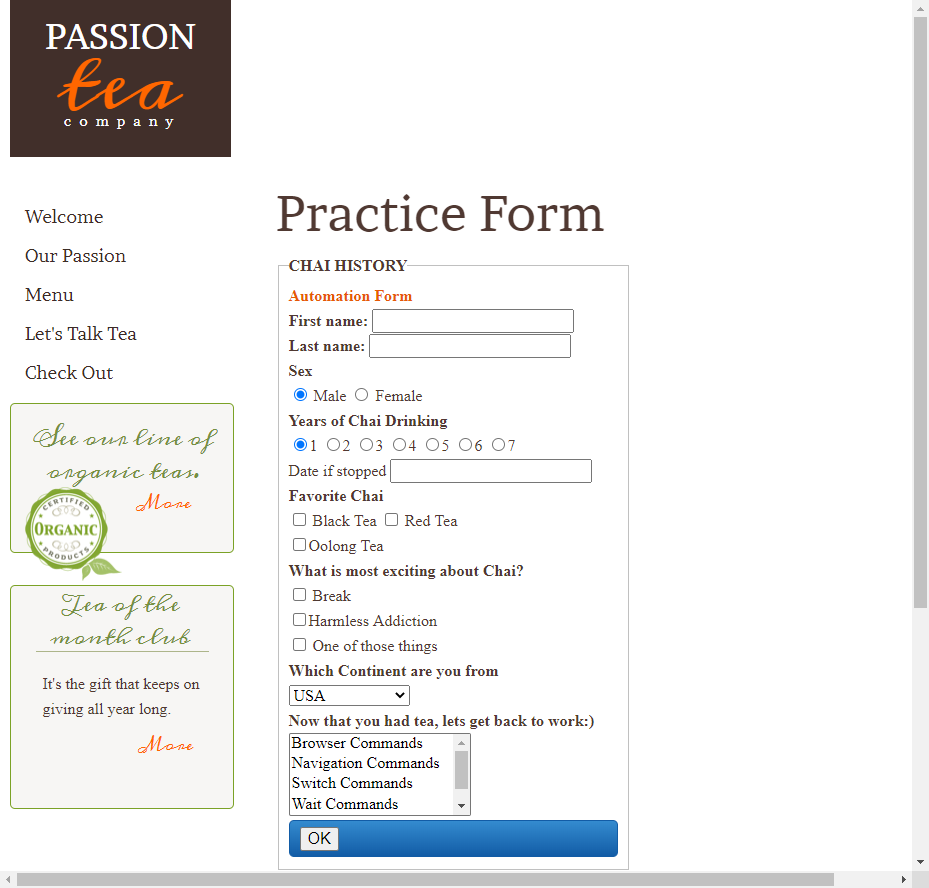 PASSION
tea
company
Welcome
Our Passion
Menu
Let's Talk Tea
Check Out
See our line of
organic teas.
More
CERTIFIED
ORGANIC
PRODUCTS
Tea of the
month club
It's the gift that keeps on
giving all year long.
More
Practice Form
CHAI HISTORY
Automation Form
First name:
Last name:
Sex
Male Female
Years of Chai Drinking
1 2 3 4 5 6 7
Date if stopped
Favorite Chai
Black Tea Red Tea
Oolong Tea
What is most exciting about Chai?
Break
Harmless Addiction
One of those things
Which Continent are you from
USA
Now that you had tea, lets get back to work:)
Browser Commands
Navigation Commands
Switch Commands
Wait Commands
OK